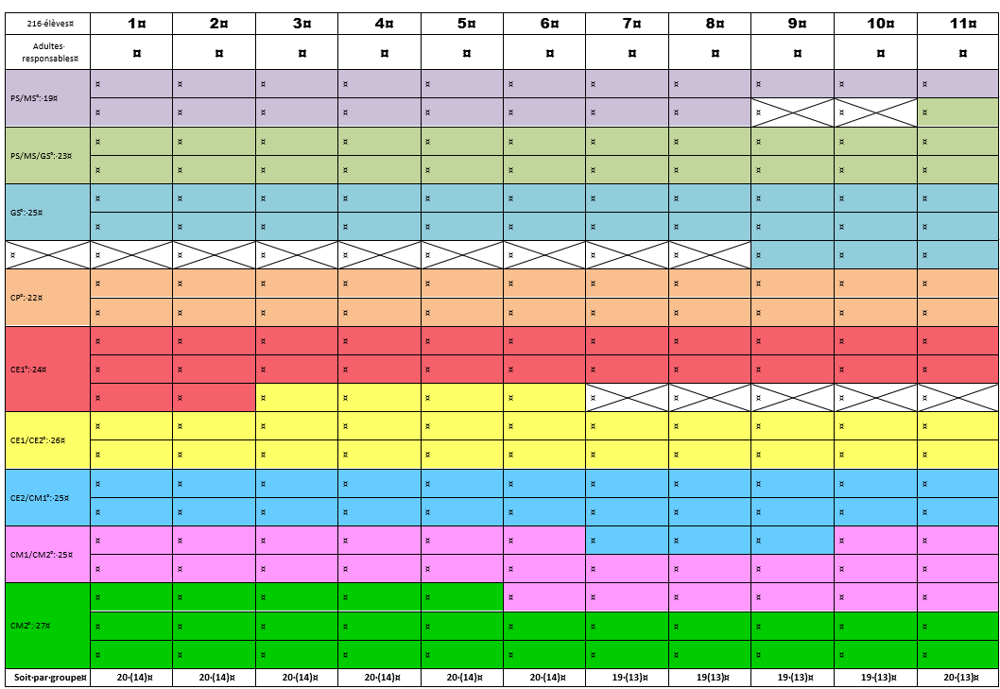 216·élèves¤ 1¤ 2¤ 3¤ 4¤ 5¤ 6¤ 7¤ 8¤ 9¤ 10¤ 11¤
Adultes·
responsables¤ ¤ ¤ ¤ ¤ ¤ ¤ ¤ ¤ ¤ ¤ ¤
PS/MS°:·19¤ ¤ ¤ ¤ ¤ ¤ ¤ ¤ ¤ ¤ ¤ ¤
¤ ¤ ¤ ¤ ¤ ¤ ¤ ¤ ¤ ¤ ¤
PS/MS/GS°:·23¤ ¤ ¤ ¤ ¤ ¤ ¤ ¤ ¤ ¤ ¤ ¤
¤ ¤ ¤ ¤ ¤ ¤ ¤ ¤ ¤ ¤ ¤
GS°:·25¤ ¤ ¤ ¤ ¤ ¤ ¤ ¤ ¤ ¤ ¤ ¤
¤ ¤ ¤ ¤ ¤ ¤ ¤ ¤ ¤ ¤ ¤
¤ ¤ ¤ ¤ ¤ ¤ ¤ ¤ ¤ ¤ ¤ ¤
CP°:·22¤ ¤ ¤ ¤ ¤ ¤ ¤ ¤ ¤ ¤ ¤ ¤
¤ ¤ ¤ ¤ ¤ ¤ ¤ ¤ ¤ ¤ ¤
CE1°:·24¤ ¤ ¤ ¤ ¤ ¤ ¤ ¤ ¤ ¤ ¤ ¤
¤ ¤ ¤ ¤ ¤ ¤ ¤ ¤ ¤ ¤ ¤
¤ ¤ ¤ ¤ ¤ ¤ ¤ ¤ ¤ ¤ ¤
CE1/CE2°:·26¤ ¤ ¤ ¤ ¤ ¤ ¤ ¤ ¤ ¤ ¤ ¤
¤ ¤ ¤ ¤ ¤ ¤ ¤ ¤ ¤ ¤ ¤
CE2/CM1°:·25¤ ¤ ¤ ¤ ¤ ¤ ¤ ¤ ¤ ¤ ¤ ¤
¤ ¤ ¤ ¤ ¤ ¤ ¤ ¤ ¤ ¤ ¤
CM1/CM2°:·25¤ ¤ ¤ ¤ ¤ ¤ ¤ ¤ ¤ ¤ ¤ ¤
¤ ¤ ¤ ¤ ¤ ¤ ¤ ¤ ¤ ¤ ¤
CM2°:·27¤ ¤ ¤ ¤ ¤ ¤ ¤ ¤ ¤ ¤ ¤ ¤
¤ ¤ ¤ ¤ ¤ ¤ ¤ ¤ ¤ ¤ ¤
¤ ¤ ¤ ¤ ¤ ¤ ¤ ¤ ¤ ¤ ¤
Soit·par·groupe¤ 20·(14)¤ 20·(14)¤ 20·(14)¤ 20·(14)¤ 20·(14)¤ 20·(14)¤ 19·(13)¤ 19(13)¤ 19·(13)¤ 19·(13)¤ 20·(13)¤